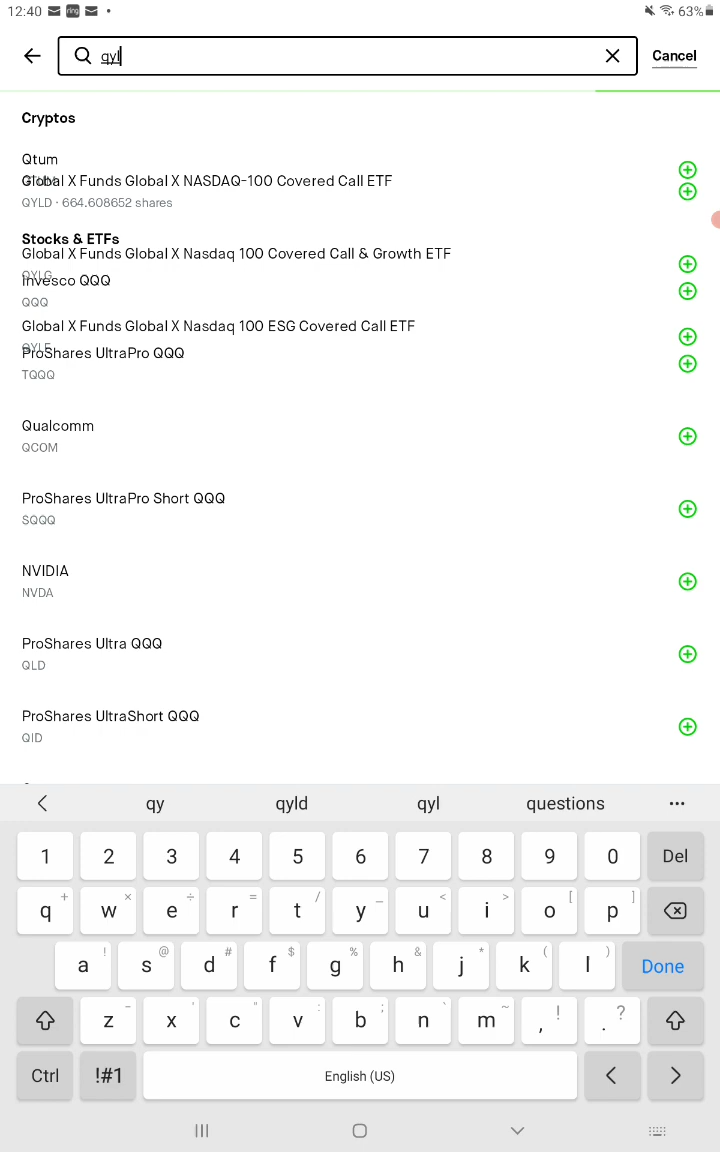 12:40 ring 63%
qyl Cancel
Cryptos
Qtum
Global X Funds Global X NASDAQ-100 Covered Call ETF
QYLD · 664.608652 shares
Stocks & ETFs
Global X Funds Global X Nasdaq 100 Covered Call & Growth ETF
QYLG
Invesco QQQ
QQQ
Global X Funds Global X Nasdaq 100 ESG Covered Call ETF
QYLE
ProShares UltraPro QQQ
TQQQ
Qualcomm
QCOM
ProShares UltraPro Short QQQ
SQQQ
NVIDIA
NVDA
ProShares Ultra QQQ
QLD
ProShares UltraShort QQQ
QID
qy qyld qyl questions
1 2 3 4 5 6 7 8 9 0 Del
+ × ÷ = / _ < > [ ]
q w e r t y u i o p
! @ # $ % & * ( )
a s d f g h j k l Done
- ' " : ; ` ~ ! ?
z x c v b n m , .
Ctrl !#1 English (US) < >